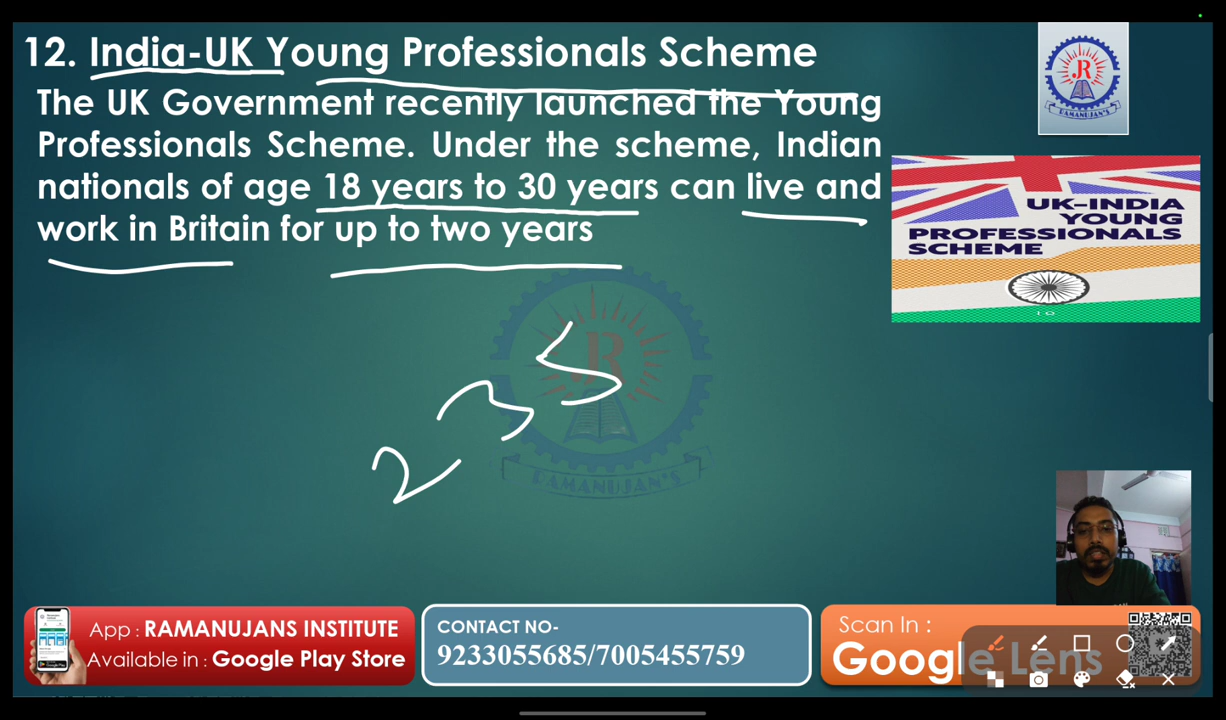 12. India-UK Young Professionals Scheme
The UK Government recently launched the Young
Professionals Scheme. Under the scheme, Indian
nationals of age 18 years to 30 years can live and
work in Britain for up to two years
JR
RAMANUJAN'S
UK-INDIA
YOUNG
PROFESSIONALS
SCHEME
2 3 5
JR
RAMANUJAN'S
App : RAMANUJANS INSTITUTE
Available in : Google Play Store
CONTACT NO-
9233055685/7005455759
Scan In :
Google Lens